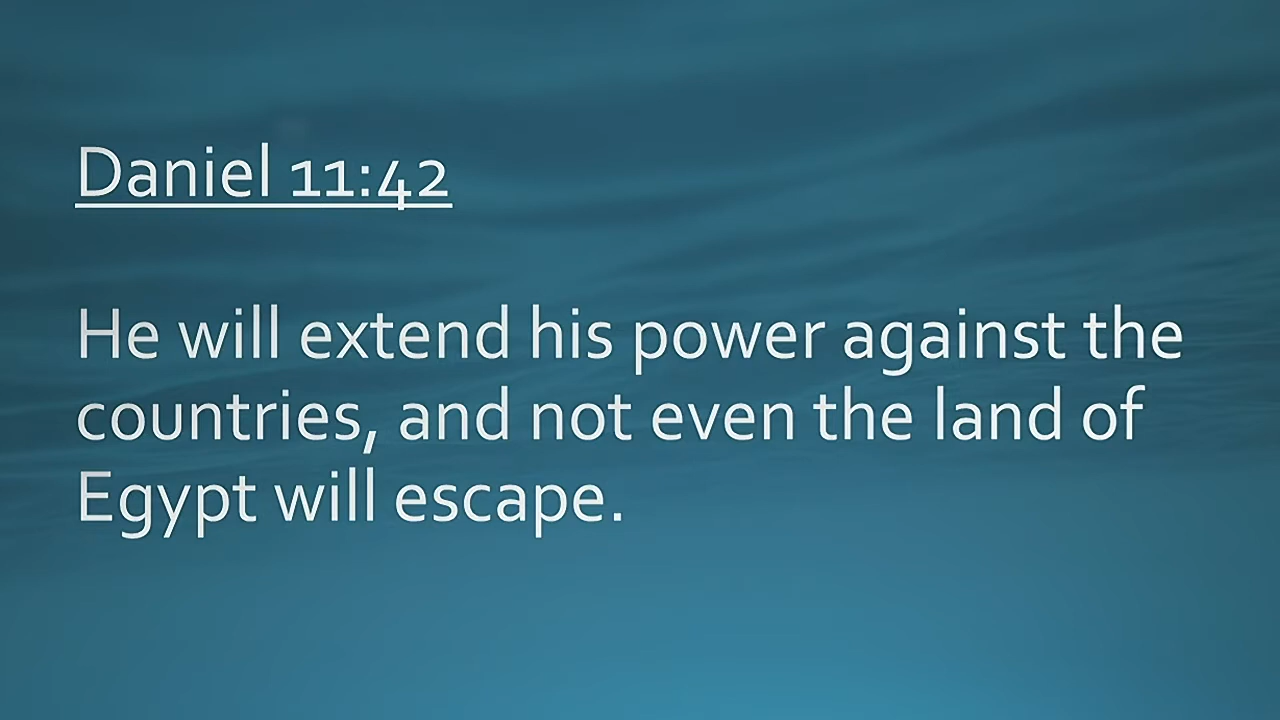 Daniel 11:42
He will extend his power against the
countries, and not even the land of
Egypt will escape.